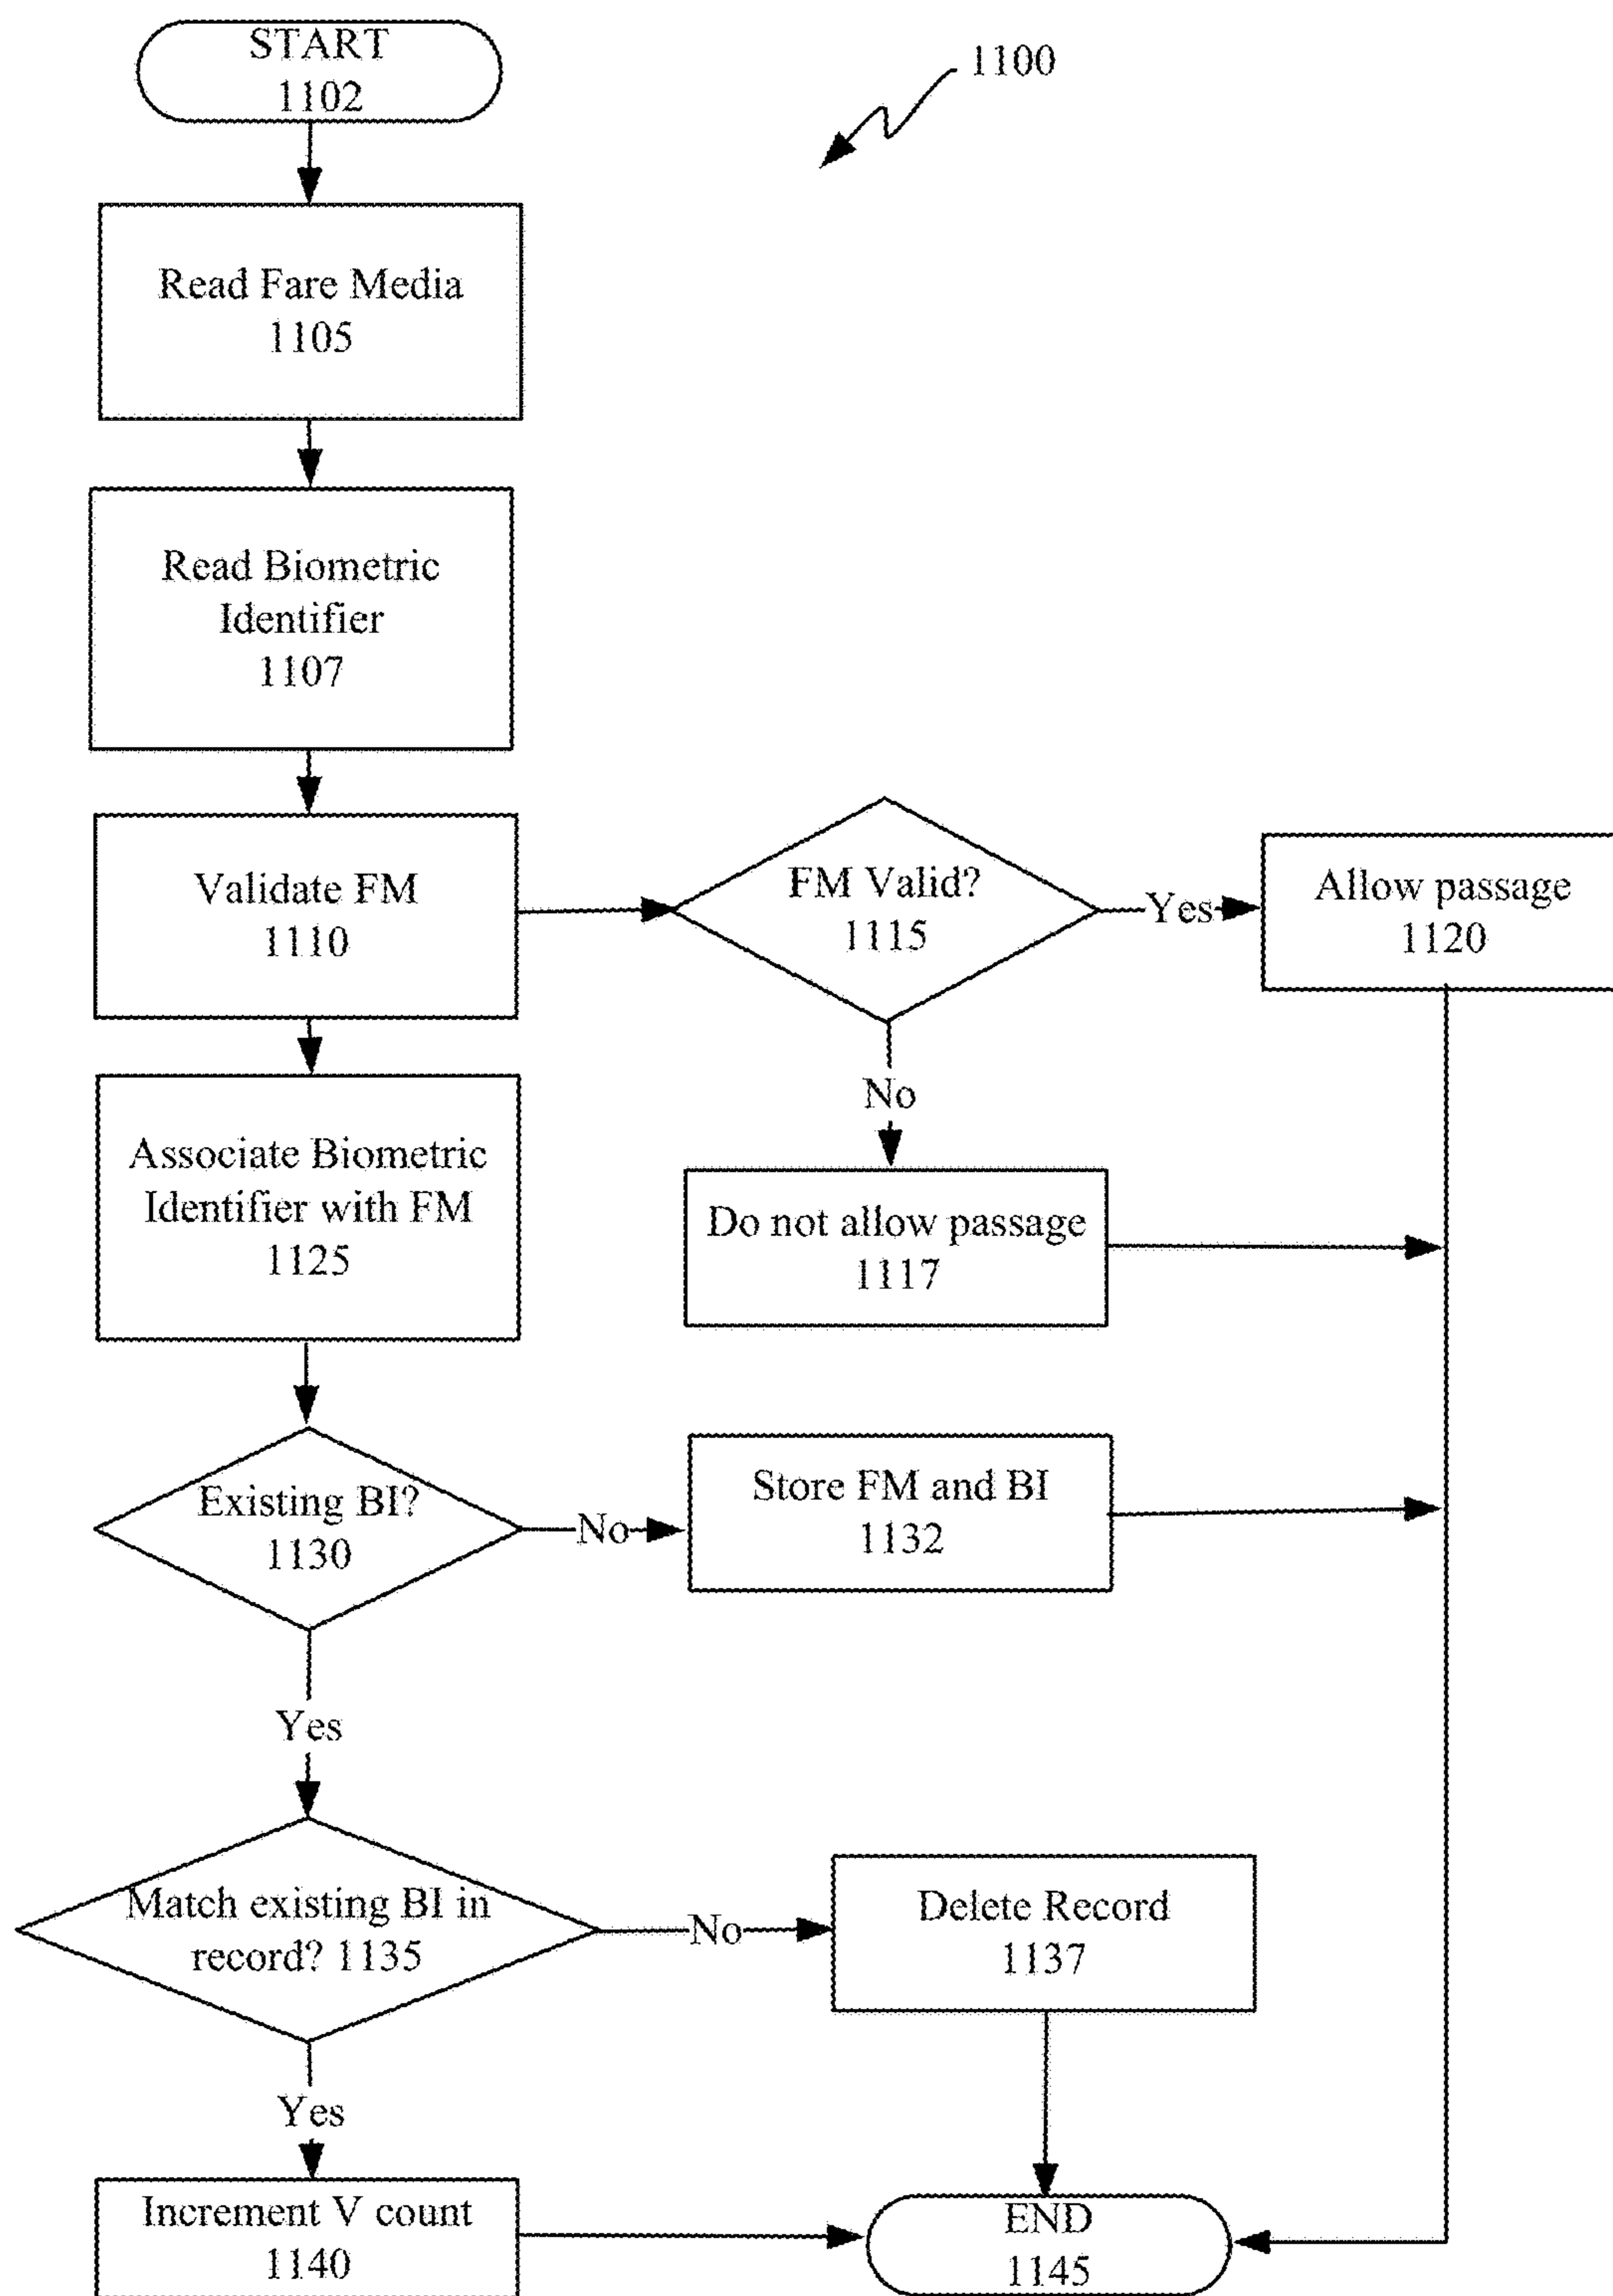 START
1102
1100
Read Fare Media
1105
Read Biometric
Identifier
1107
Validate FM
1110
FM Valid?
1115
Yes
Allow passage
1120
No
Do not allow passage
1117
Associate Biometric
Identifier with FM
1125
Existing BI?
1130
No
Store FM and BI
1132
Yes
Match existing BI in
record? 1135
No
Delete Record
1137
Yes
Increment V count
1140
END
1145